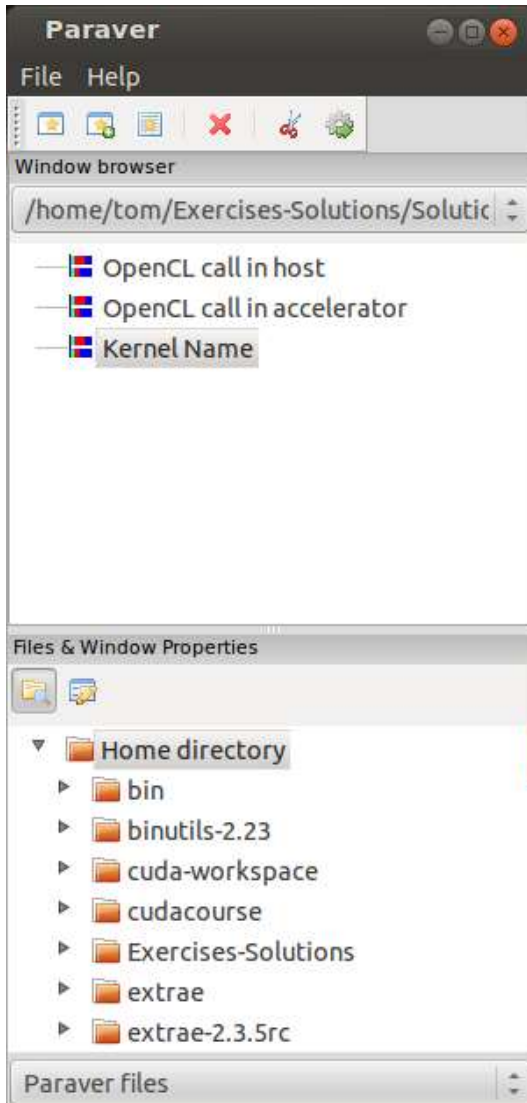 Paraver
File Help
Window browser
/home/tom/Exercises-Solutions/Solutic
OpenCL call in host
OpenCL call in accelerator
Kernel Name
Files & Window Properties
Home directory
bin
binutils-2.23
cuda-workspace
cudacourse
Exercises-Solutions
extrae
extrae-2.3.5rc
Paraver files